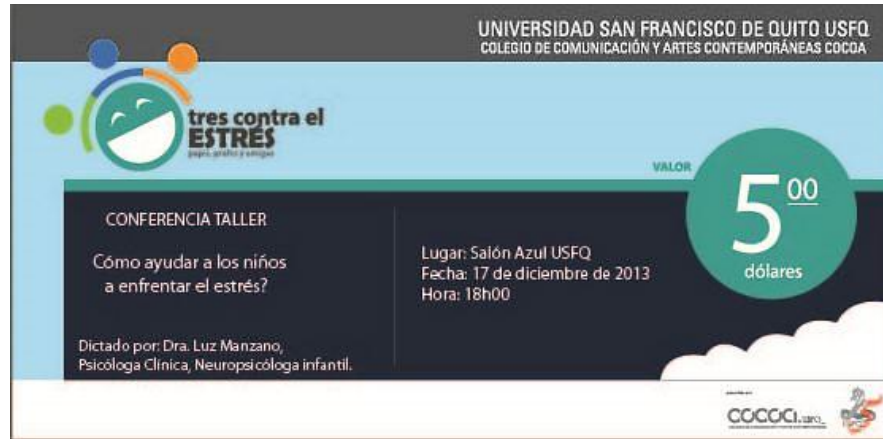 UNIVERSIDAD SAN FRANCISCO DE QUITO USFQ
COLEGIO DE COMUNICACIÓN Y ARTES CONTEMPORÁNEAS COCOA
tres contra el
ESTRÉS
VALOR
5 00
dólares
CONFERENCIA TALLER
Cómo ayudar a los niños
a enfrentar el estrés?
Dictado por: Dra. Luz Manzano,
Psicóloga Clínica, Neuropsicóloga infantil.
Lugar: Salón Azul USFQ
Fecha: 17 de diciembre de 2013
Hora: 18h00
COCOCI.USFQ_